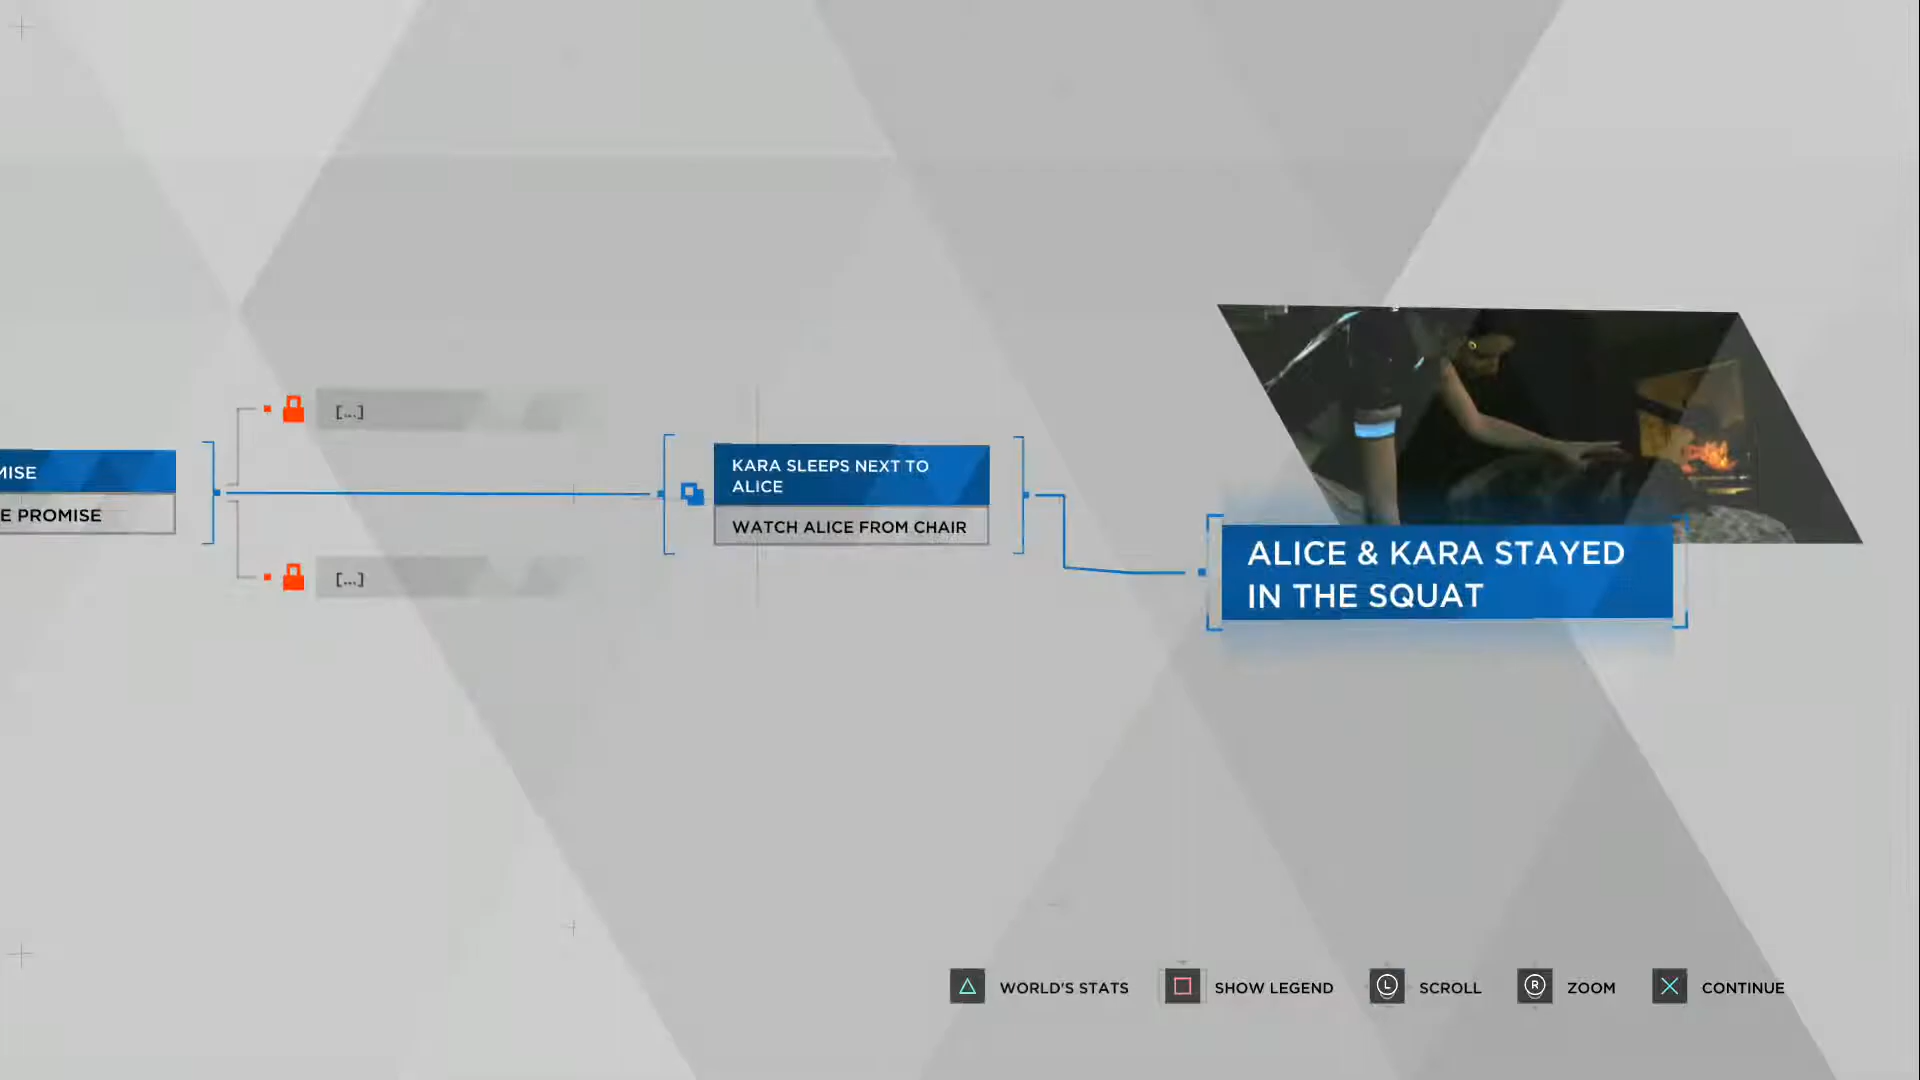 MISE
E PROMISE
[...]
[...]
KARA SLEEPS NEXT TO
ALICE
WATCH ALICE FROM CHAIR
ALICE & KARA STAYED
IN THE SQUAT
WORLD'S STATS
SHOW LEGEND
L
SCROLL
R
ZOOM
CONTINUE